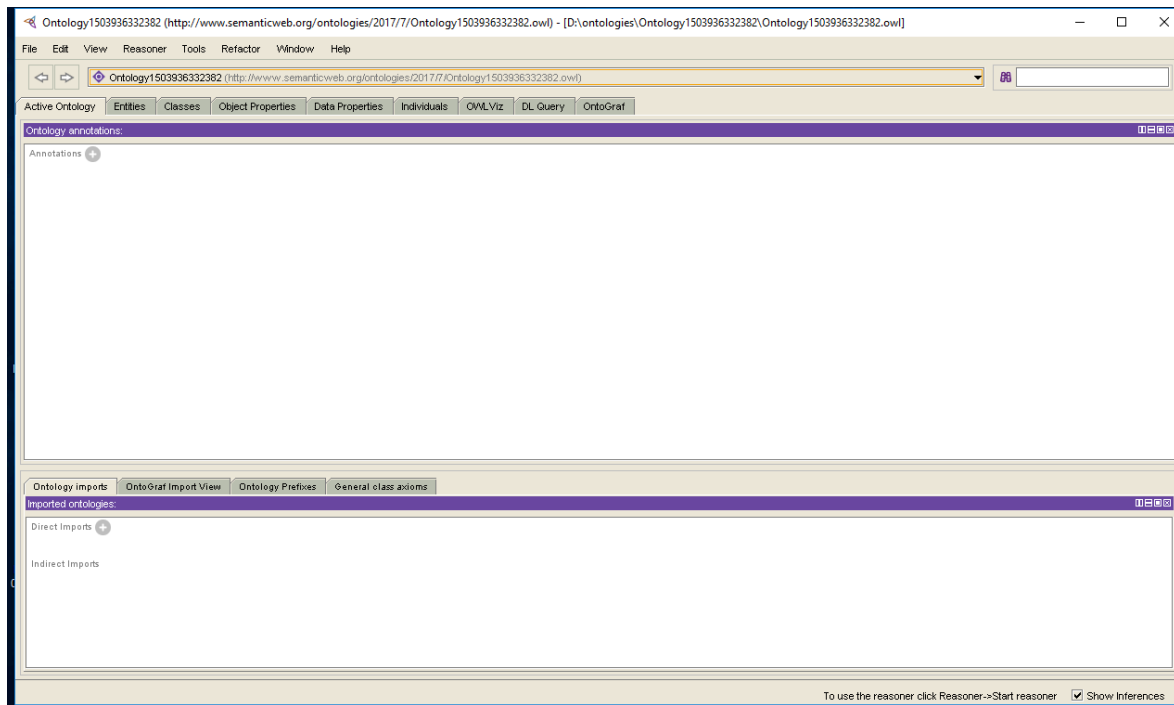 Ontology1503936332382 (http://www.semanticweb.org/ontologies/2017/7/Ontology1503936332382.owl) - [D:\ontologies\Ontology1503936332382\Ontology1503936332382.owl]
File Edit View Reasoner Tools Refactor Window Help
Ontology1503936332382 (http://www.semanticweb.org/ontologies/2017/7/Ontology1503936332382.owl)
Active Ontology Entities Classes Object Properties Data Properties Individuals OWLViz DL Query OntoGraf
Ontology annotations:
Annotations
Ontology imports OntoGraf Import View Ontology Prefixes General class axioms
Imported ontologies:
Direct Imports
Indirect Imports
To use the reasoner click Reasoner->Start reasoner Show Inferences